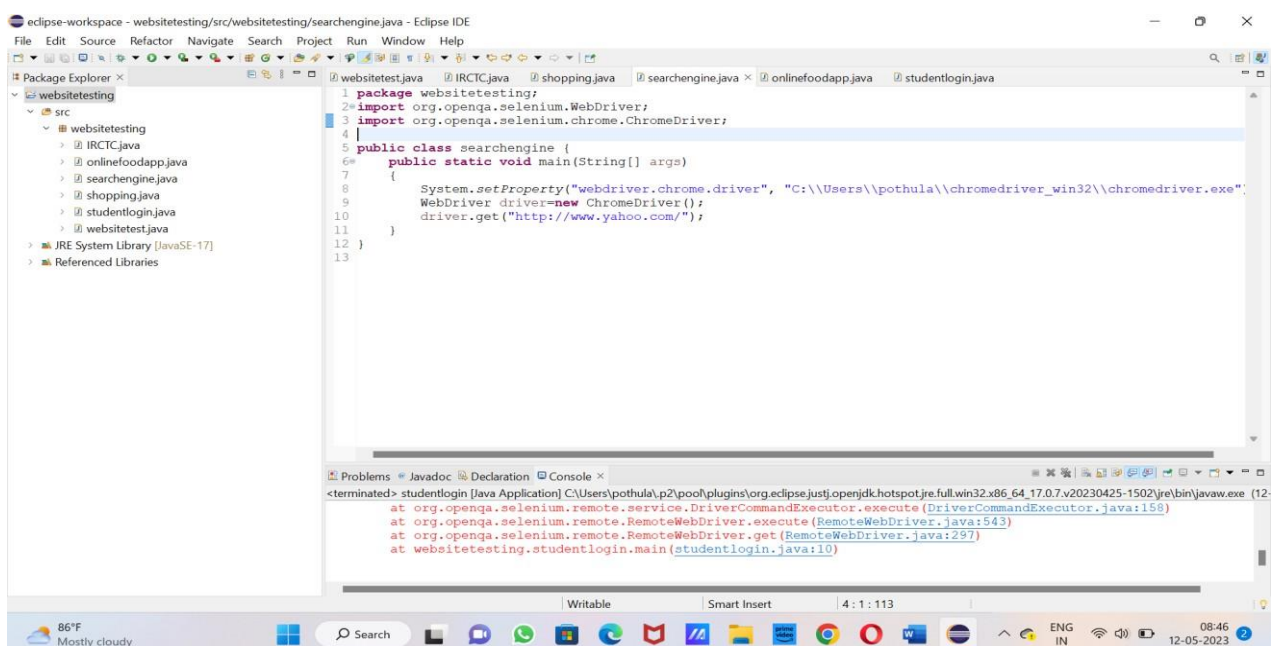 eclipse-workspace - websitetesting/src/websitetesting/searchengine.java - Eclipse IDE
File Edit Source Refactor Navigate Search Project Run Window Help
Package Explorer
websitetest.java IRCTC.java shopping.java searchengine.java onlinefoodapp.java studentlogin.java
websitetesting
src
websitetesting
IRCTC.java
onlinefoodapp.java
searchengine.java
shopping.java
studentlogin.java
websitetest.java
JRE System Library [JavaSE-17]
Referenced Libraries
1 package websitetesting;
2 import org.openqa.selenium.WebDriver;
3 import org.openqa.selenium.chrome.ChromeDriver;
4
5 public class searchengine {
6 public static void main(String[] args)
7 {
8 System.setProperty("webdriver.chrome.driver", "C:\\Users\\pothula\\chromedriver_win32\\chromedriver.exe")
9 WebDriver driver=new ChromeDriver();
10 driver.get("http://www.yahoo.com/");
11 }
12 }
13
Problems Javadoc Declaration Console
<terminated> studentlogin [Java Application] C:\Users\pothula\.p2\pool\plugins\org.eclipse.justj.openjdk.hotspot.jre.full.win32.x86_64_17.0.7.v20230425-1502\jre\bin\javaw.exe (12-
at org.openqa.selenium.remote.service.DriverCommandExecutor.execute(DriverCommandExecutor.java:158)
at org.openqa.selenium.remote.RemoteWebDriver.execute(RemoteWebDriver.java:543)
at org.openqa.selenium.remote.RemoteWebDriver.get(RemoteWebDriver.java:297)
at websitetesting.studentlogin.main(studentlogin.java:10)
Writable Smart Insert 4 : 1 : 113
86°F
Mostly cloudy
Search
prime video
ENG
IN
08:46
12-05-2023
2